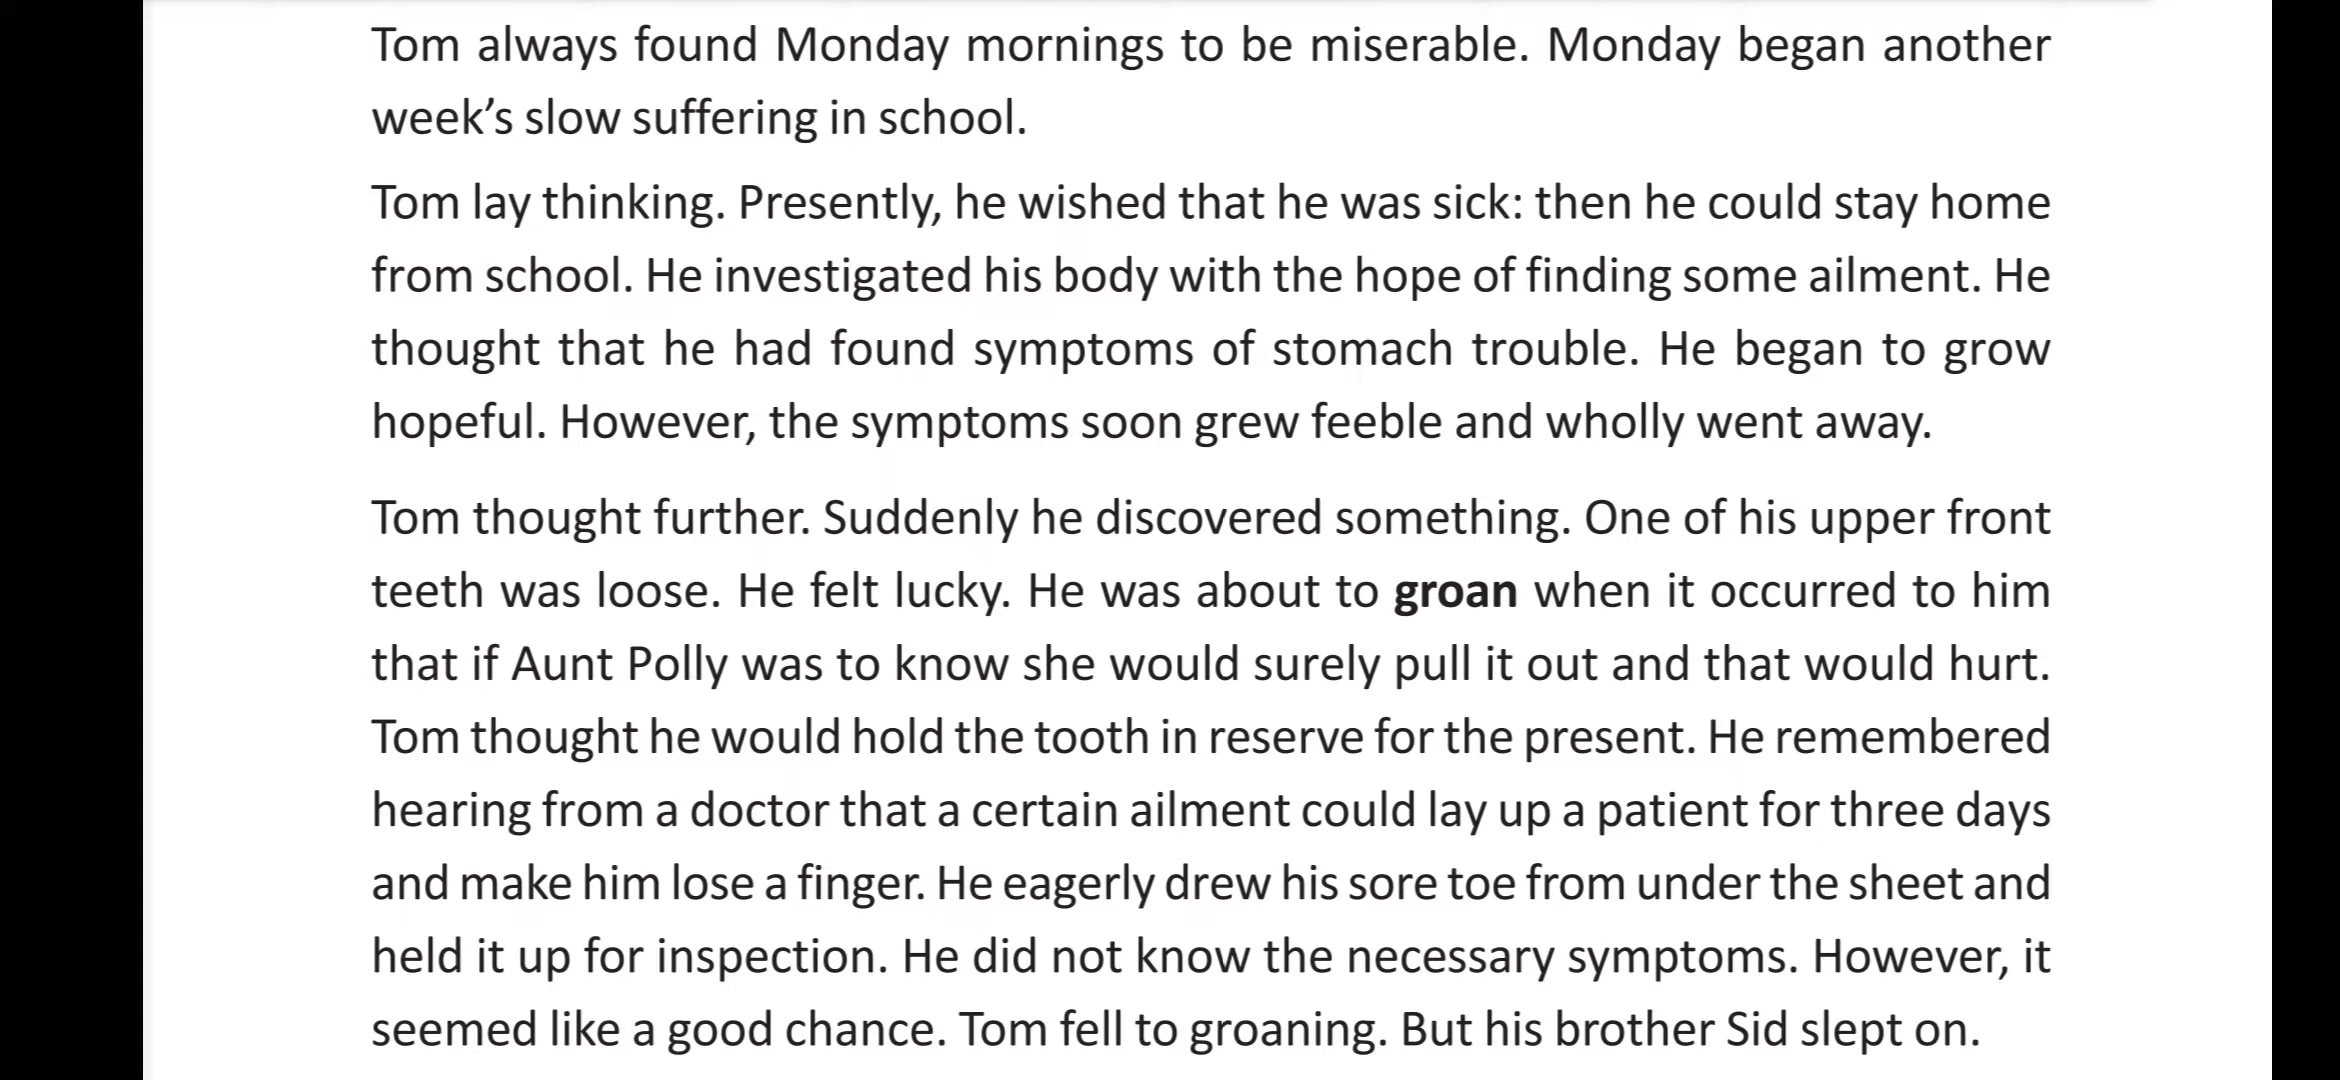 Tom always found Monday mornings to be miserable. Monday began another
week’s slow suffering in school.
Tom lay thinking. Presently, he wished that he was sick: then he could stay home
from school. He investigated his body with the hope of finding some ailment. He
thought that he had found symptoms of stomach trouble. He began to grow
hopeful. However, the symptoms soon grew feeble and wholly went away.
Tom thought further. Suddenly he discovered something. One of his upper front
teeth was loose. He felt lucky. He was about to groan when it occurred to him
that if Aunt Polly was to know she would surely pull it out and that would hurt.
Tom thought he would hold the tooth in reserve for the present. He remembered
hearing from a doctor that a certain ailment could lay up a patient for three days
and make him lose a finger. He eagerly drew his sore toe from under the sheet and
held it up for inspection. He did not know the necessary symptoms. However, it
seemed like a good chance. Tom fell to groaning. But his brother Sid slept on.